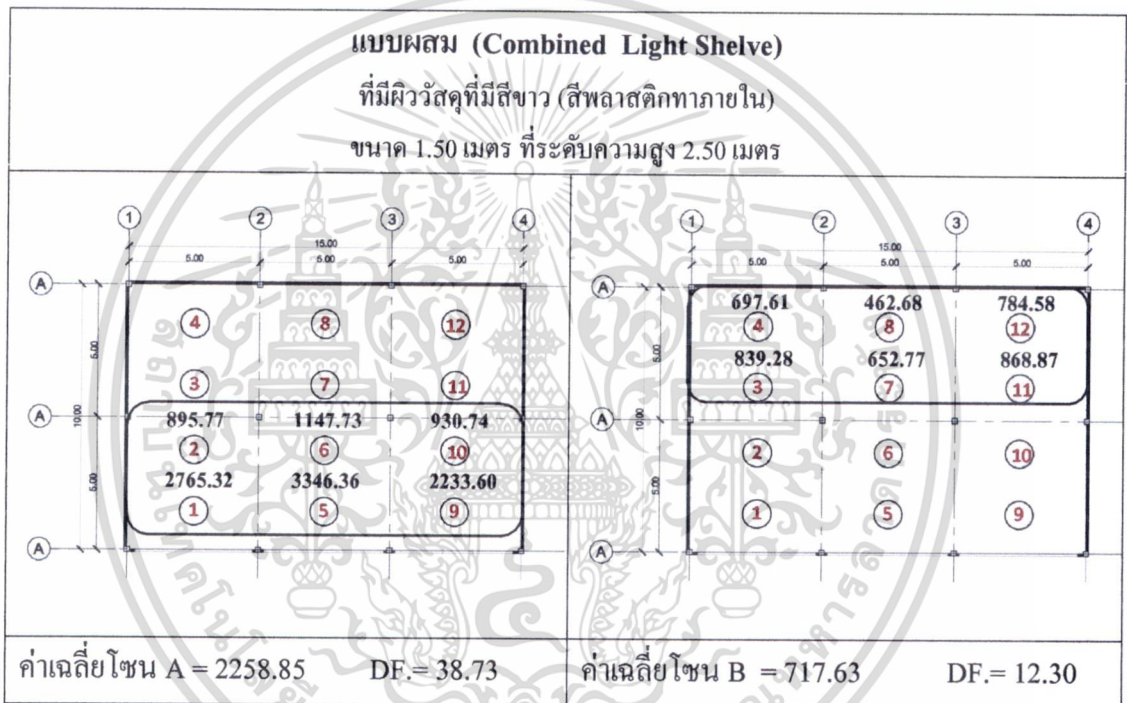 แบบผสม (Combined Light Shelve)
ที่มีผิววัสดุที่มีสีขาว (สีพลาสติกทาภายใน)
ขนาด 1.50 เมตร ที่ระดับความสูง 2.50 เมตร
1 2 3 4
15.00
5.00 5.00 5.00
A
4 8 12
5.00
3 7 11
10.00
A
895.77 1147.73 930.74
2 6 10
5.00
2765.32 3346.36 2233.60
1 5 9
A
1 2 3 4
15.00
5.00 5.00 5.00
A
697.61 462.68 784.58
4 8 12
5.00
839.28 652.77 868.87
3 7 11
10.00
A
2 6 10
5.00
1 5 9
A
ค่าเฉลี่ยโซน A = 2258.85 DF.= 38.73
ค่าเฉลี่ยโซน B = 717.63 DF.= 12.30